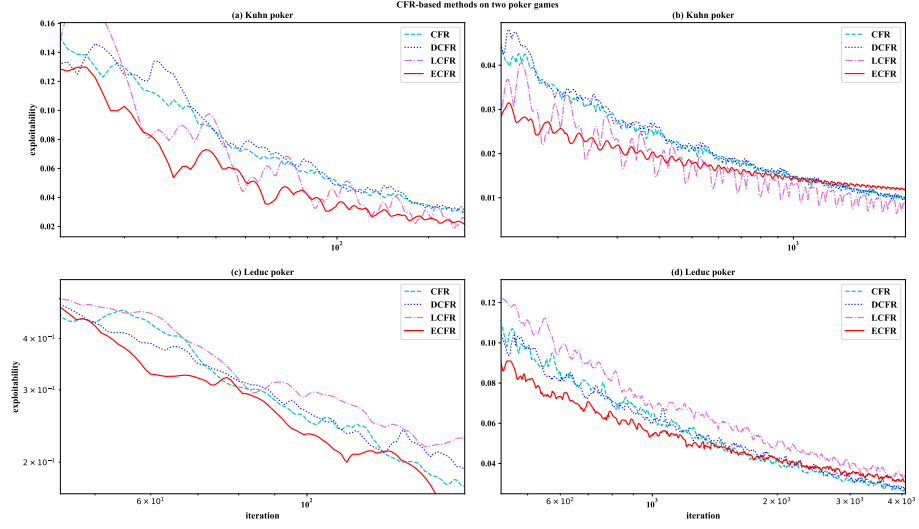 CFR-based methods on two poker games
(a) Kuhn poker
0.16
0.14
0.12
0.10
0.08
0.06
0.04
0.02
exploitability
10²
CFR
DCFR
LCFR
ECFR
(b) Kuhn poker
0.04
0.03
0.02
0.01
10³
CFR
DCFR
LCFR
ECFR
(c) Leduc poker
4 × 10⁻¹
3 × 10⁻¹
2 × 10⁻¹
exploitability
6 × 10¹
10²
iteration
CFR
DCFR
LCFR
ECFR
(d) Leduc poker
0.12
0.10
0.08
0.06
0.04
6 × 10²
10³
2 × 10³
3 × 10³
4 × 10³
iteration
CFR
DCFR
LCFR
ECFR